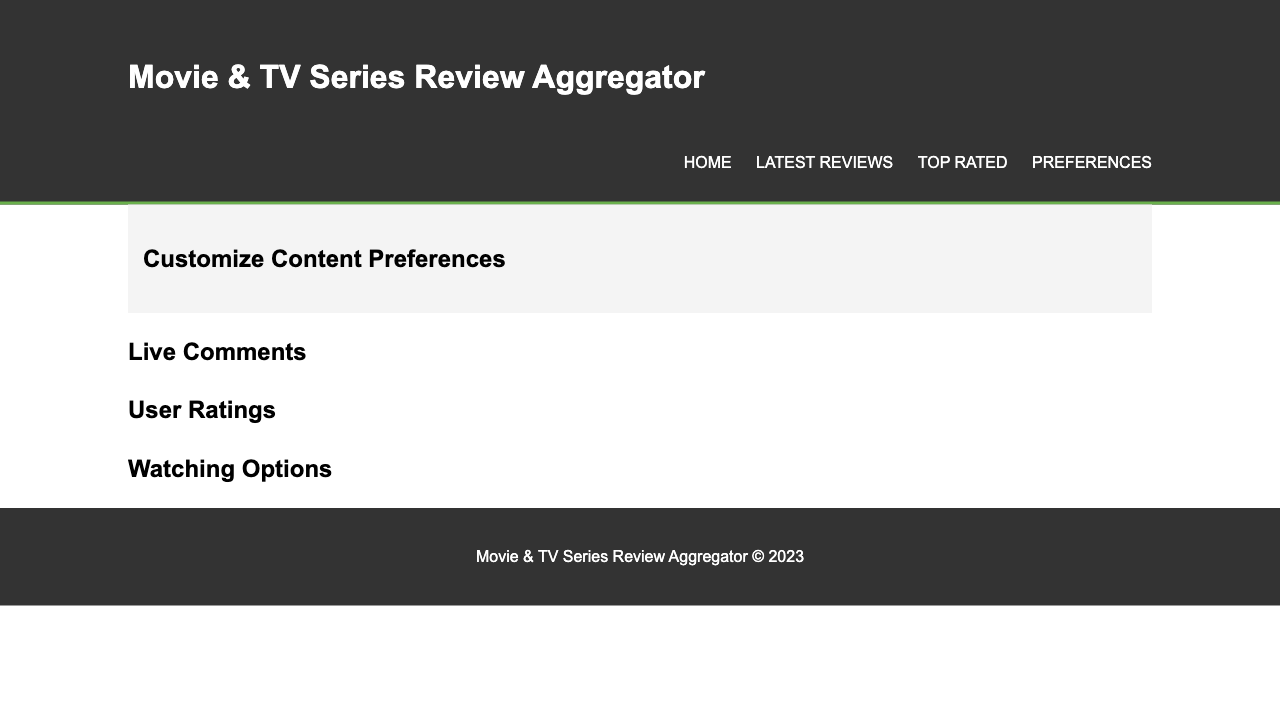 Movie & TV Series Review Aggregator
HOME LATEST REVIEWS TOP RATED PREFERENCES
Customize Content Preferences
Live Comments
User Ratings
Watching Options
Movie & TV Series Review Aggregator © 2023